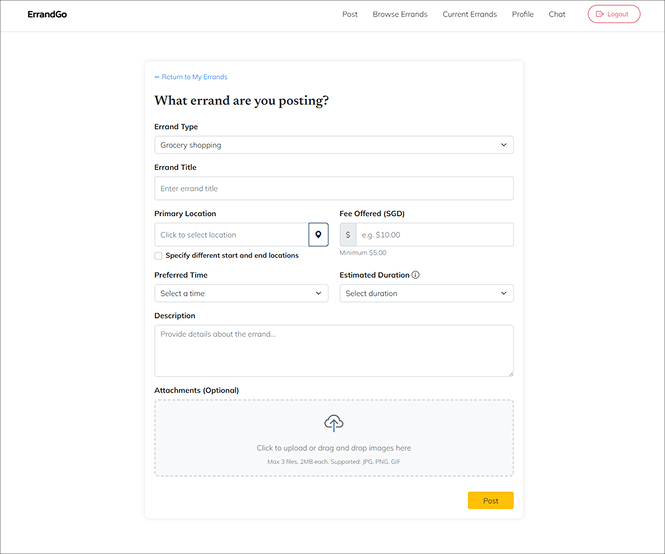 ErrandGo
Post Browse Errands Current Errands Profile Chat Logout
← Return to My Errands
What errand are you posting?
Errand Type
Grocery shopping
Errand Title
Enter errand title
Primary Location Fee Offered (SGD)
Click to select location $ e.g. $10.00
Minimum $5.00
Specify different start and end locations
Preferred Time Estimated Duration
Select a time Select duration
Description
Provide details about the errand...
Attachments (Optional)
Click to upload or drag and drop images here
Max 3 files, 2MB each. Supported: JPG, PNG, GIF
Post